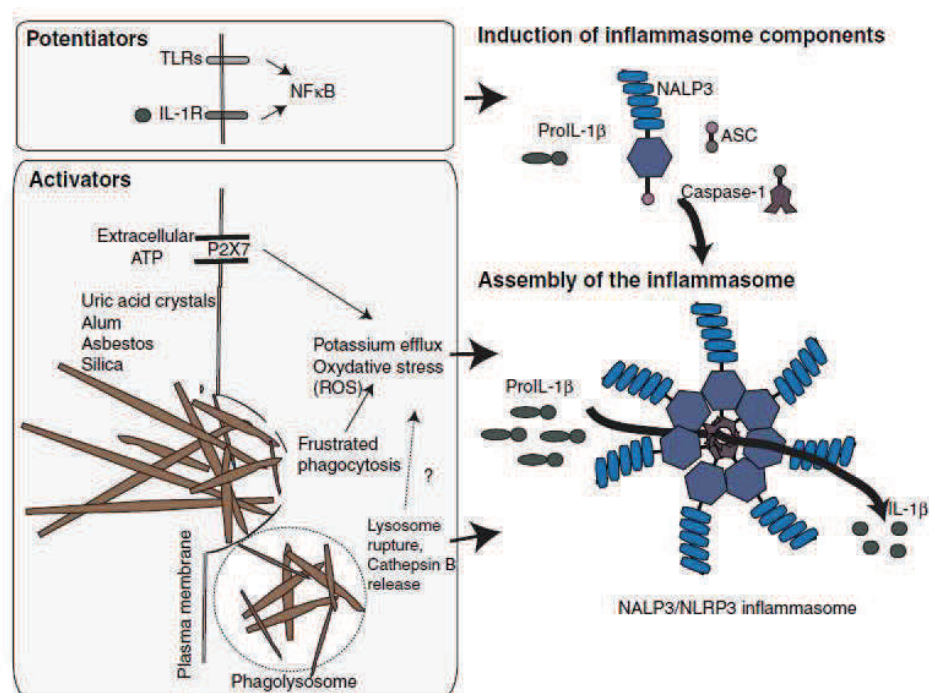 Potentiators
TLRs
NFκB
IL-1R
Induction of inflammasome components
NALP3
ProIL-1β
ASC
Caspase-1
Activators
Extracellular
ATP
P2X7
Uric acid crystals
Alum
Asbestos
Silica
Potassium efflux
Oxydative stress
(ROS)
Frustrated
phagocytosis
?
Lysosome
rupture,
Cathepsin B
release
Plasma membrane
Phagolysosome
Assembly of the inflammasome
ProIL-1β
IL-1β
NALP3/NLRP3 inflammasome